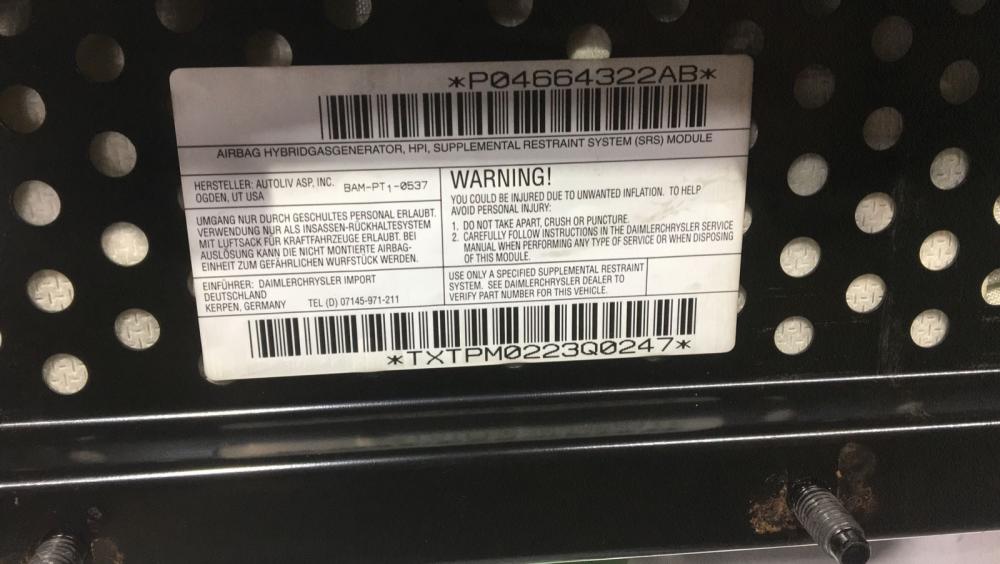 *P04664322AB*
AIRBAG HYBRIDGASGENERATOR, HPI, SUPPLEMENTAL RESTRAINT SYSTEM (SRS) MODULE
HERSTELLER: AUTOLIV ASP, INC.
OGDEN, UT USA
BAM-PT1-0537
UMGANG NUR DURCH GESCHULTES PERSONAL ERLAUBT.
VERWENDUNG NUR ALS INSASSEN-RÜCKHALTESYSTEM
MIT LUFTSACK FÜR KRAFTFAHRZEUGE ERLAUBT. BEI
AUSLÖSUNG KANN DIE NICHT MONTIERTE AIRBAG-
EINHEIT ZUM GEFÄHRLICHEN WURFSTÜCK WERDEN.
EINFÜHRER: DAIMLERCHRYSLER IMPORT
DEUTSCHLAND
KERPEN, GERMANY TEL (D) 07145-971-211
WARNING!
YOU COULD BE INJURED DUE TO UNWANTED INFLATION. TO HELP
AVOID PERSONAL INJURY:
1. DO NOT TAKE APART, CRUSH OR PUNCTURE.
2. CAREFULLY FOLLOW INSTRUCTIONS IN THE DAIMLERCHRYSLER SERVICE
MANUAL WHEN PERFORMING ANY TYPE OF SERVICE OR WHEN DISPOSING
OF THIS MODULE.
USE ONLY A SPECIFIED SUPPLEMENTAL RESTRAINT
SYSTEM. SEE DAIMLERCHRYSLER DEALER TO
VERIFY PART NUMBER FOR THIS VEHICLE.
*TXTPM0223Q0247*